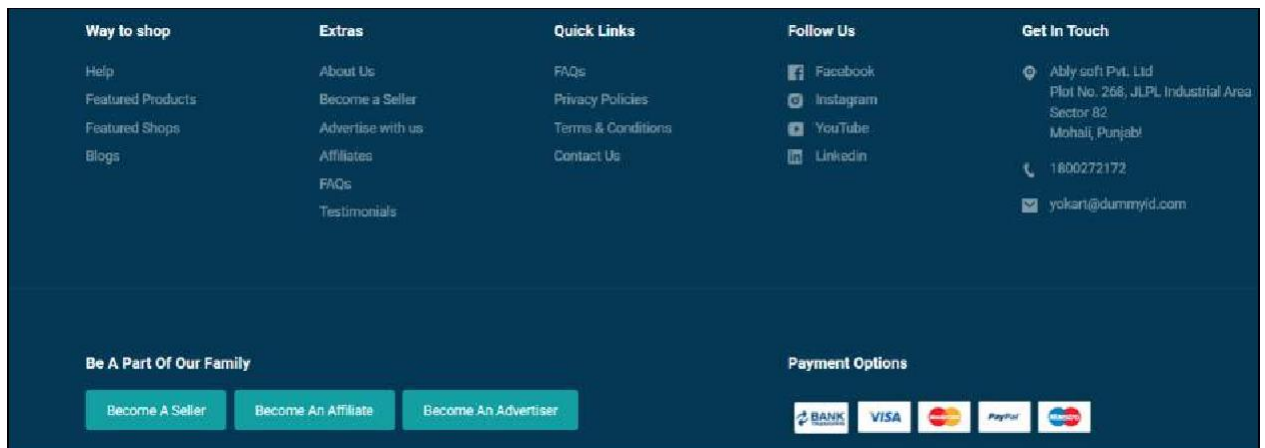 Way to shop
Help
Featured Products
Featured Shops
Blogs
Extras
About Us
Become a Seller
Advertise with us
Affiliates
FAQs
Testimonials
Quick Links
FAQs
Privacy Policies
Terms & Conditions
Contact Us
Follow Us
Facebook
Instagram
YouTube
Linkedin
Get In Touch
Ably soft Pvt. Ltd
Plot No. 268, JLPL Industrial Area
Sector 82
Mohali, Punjab!
1800272172
yokart@dummyid.com
Be A Part Of Our Family
Become A Seller
Become An Affiliate
Become An Advertiser
Payment Options
BANK
VISA
PayPal
Maestro